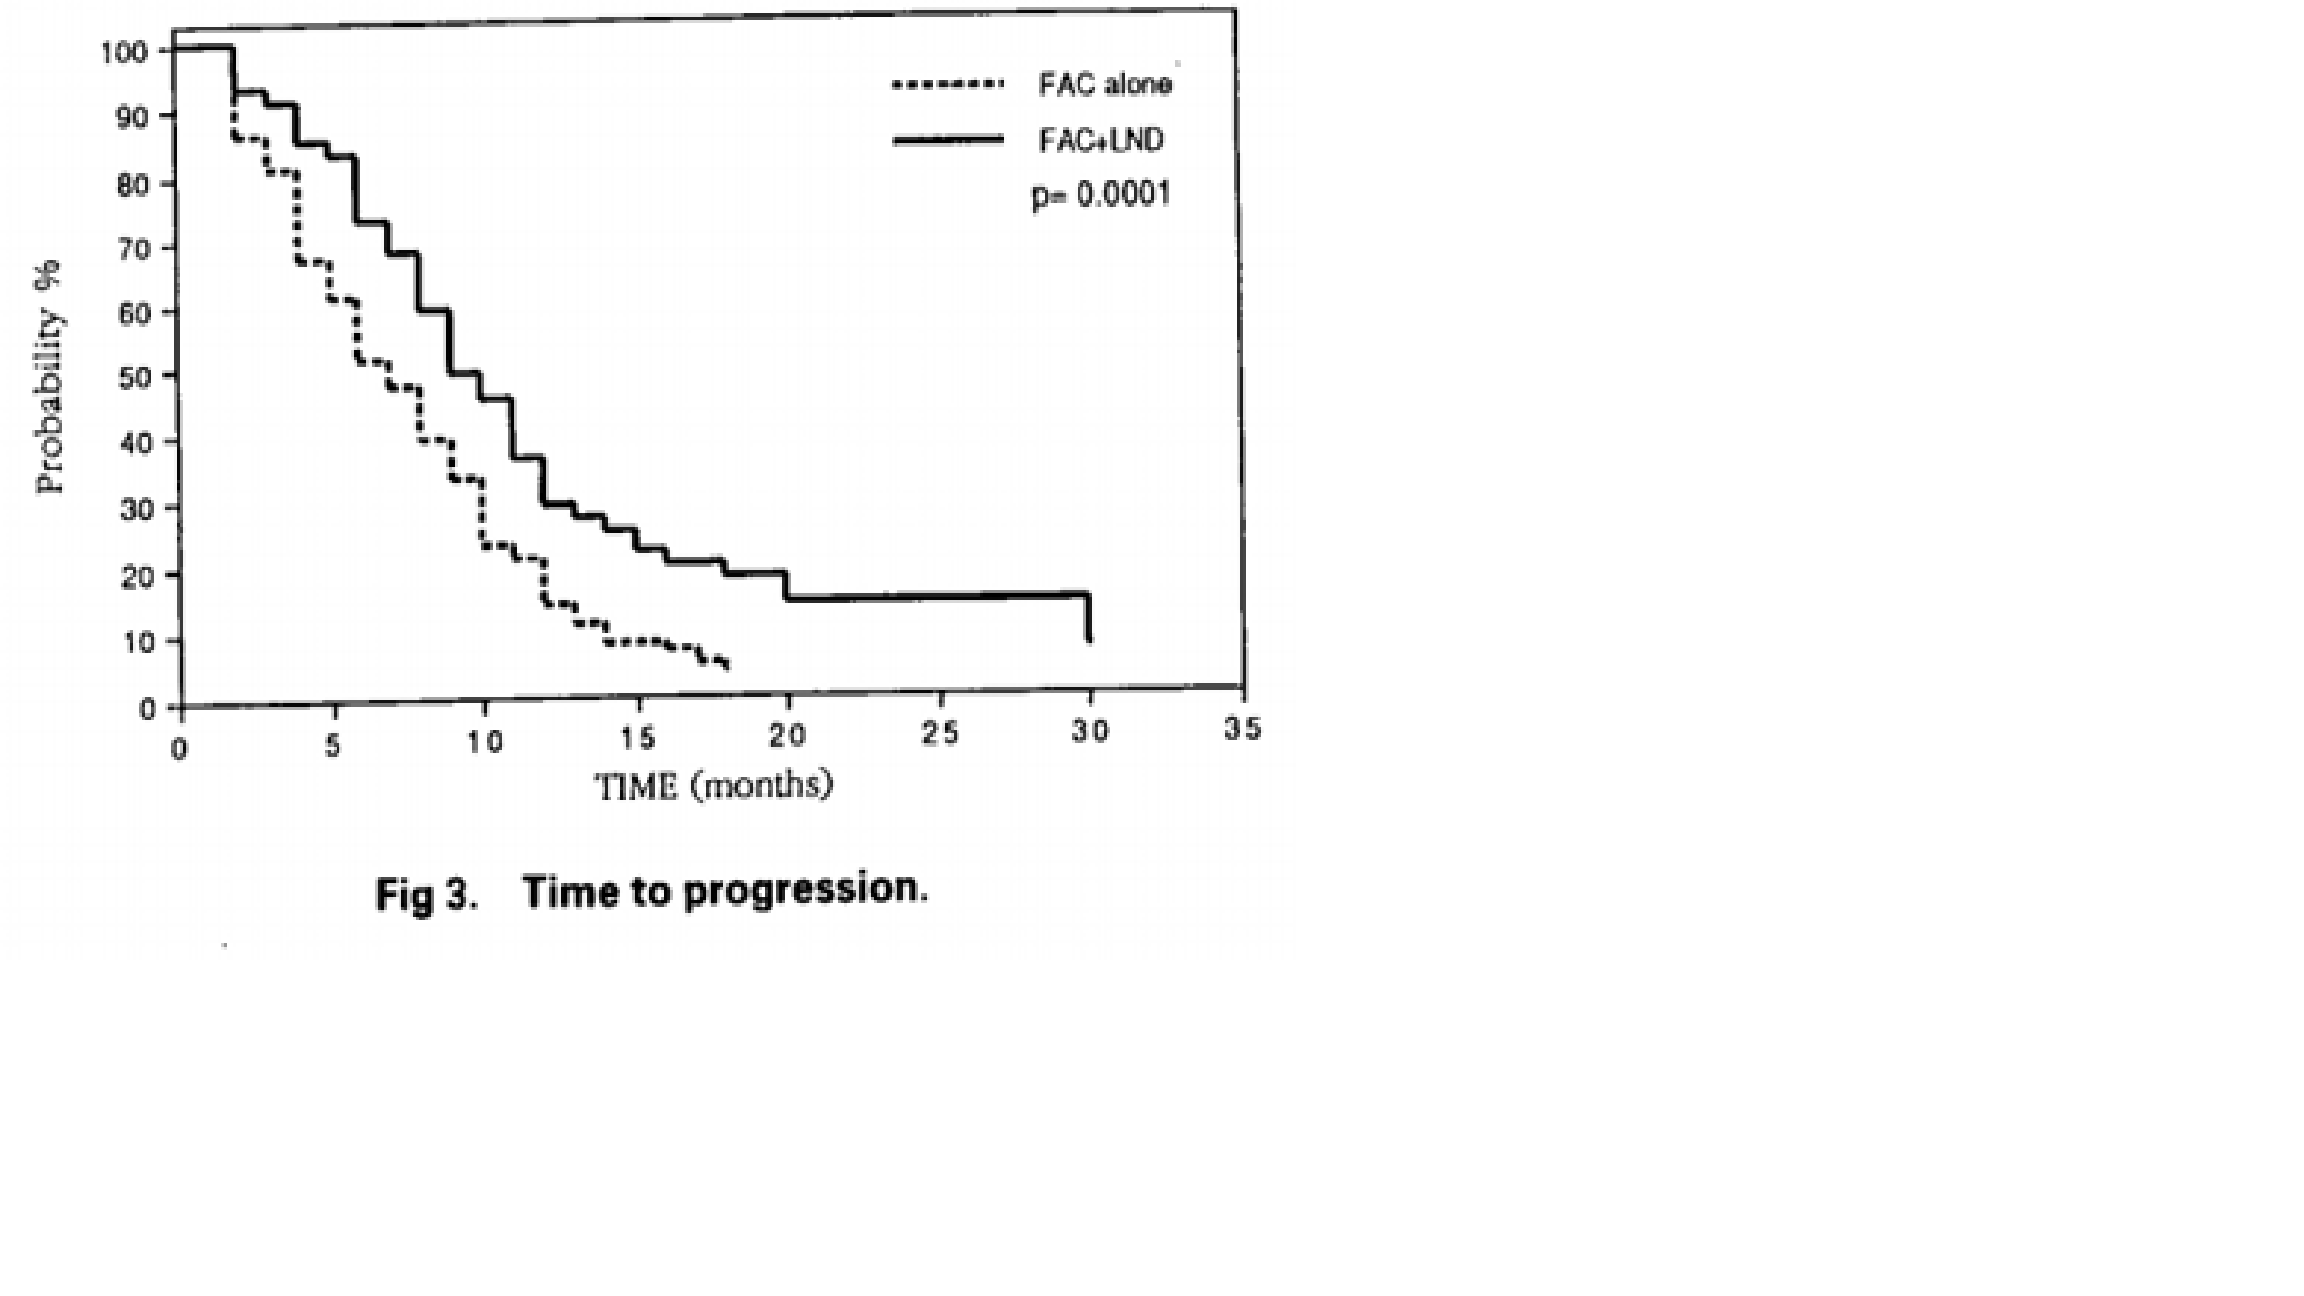 FAC alone
FAC+LND
p= 0.0001
Probability %
100
90
80
70
60
50
40
30
20
10
0
0 5 10 15 20 25 30 35
TIME (months)
Fig 3. Time to progression.